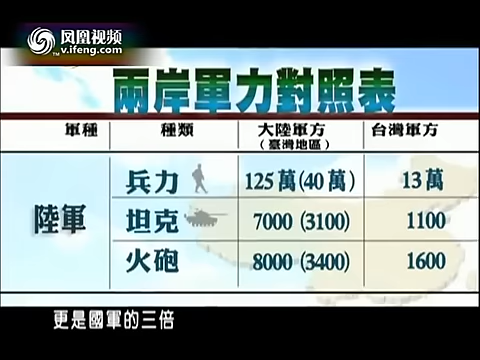 凤凰视频
v.ifeng.com
兩岸軍力對照表
軍種 種類 大陸軍方 台灣軍方
(臺灣地區)
兵力 125萬(40萬) 13萬
陸軍 坦克 7000 (3100) 1100
火砲 8000 (3400) 1600
更是國軍的三倍